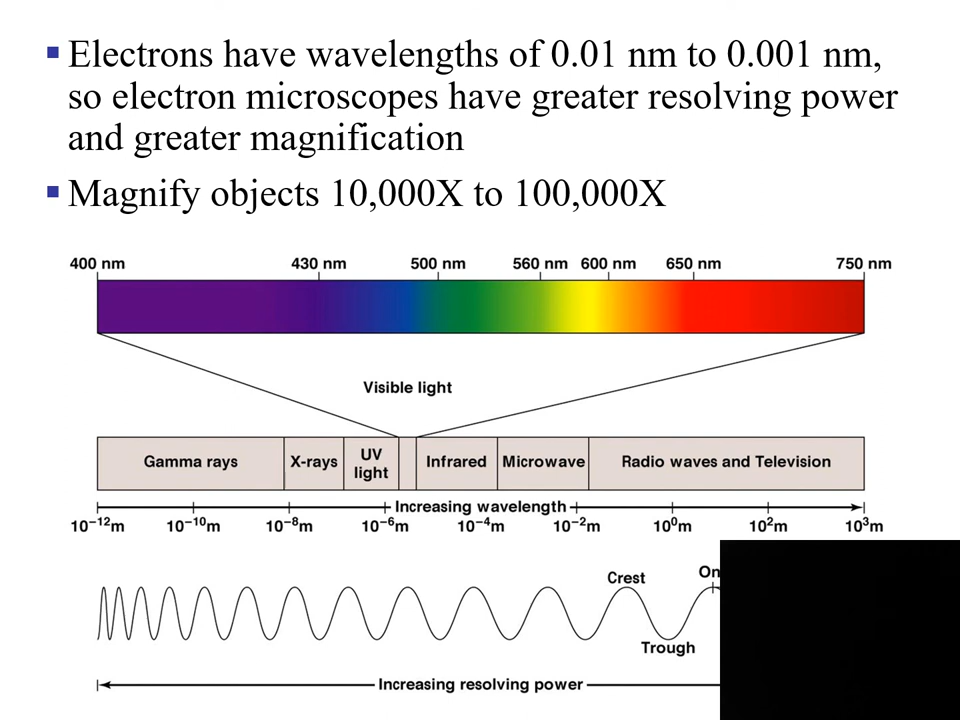 Electrons have wavelengths of 0.01 nm to 0.001 nm,
so electron microscopes have greater resolving power
and greater magnification
Magnify objects 10,000X to 100,000X
400 nm 430 nm 500 nm 560 nm 600 nm 650 nm 750 nm
Visible light
Gamma rays X-rays UV light Infrared Microwave Radio waves and Television
Increasing wavelength
10⁻¹²m 10⁻¹⁰m 10⁻⁸m 10⁻⁶m 10⁻⁴m 10⁻²m 10⁰m 10²m 10³m
Crest On
Trough
Increasing resolving power